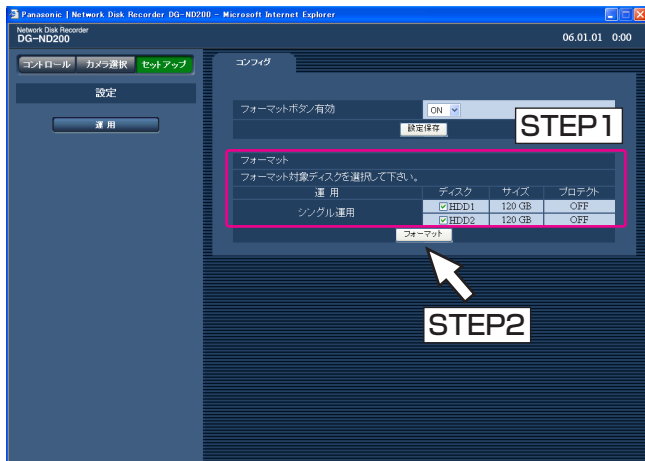 Panasonic | Network Disk Recorder DG-ND200 - Microsoft Internet Explorer
Network Disk Recorder
DG-ND200
06.01.01 0:00
コントロール カメラ選択 セットアップ
設定
運用
コンフィグ
フォーマットボタン有効 ON
設定保存
STEP1
フォーマット
フォーマット対象ディスクを選択して下さい。
運用 ディスク サイズ プロテクト
シングル運用
HDD1 120 GB OFF
HDD2 120 GB OFF
フォーマット
STEP2